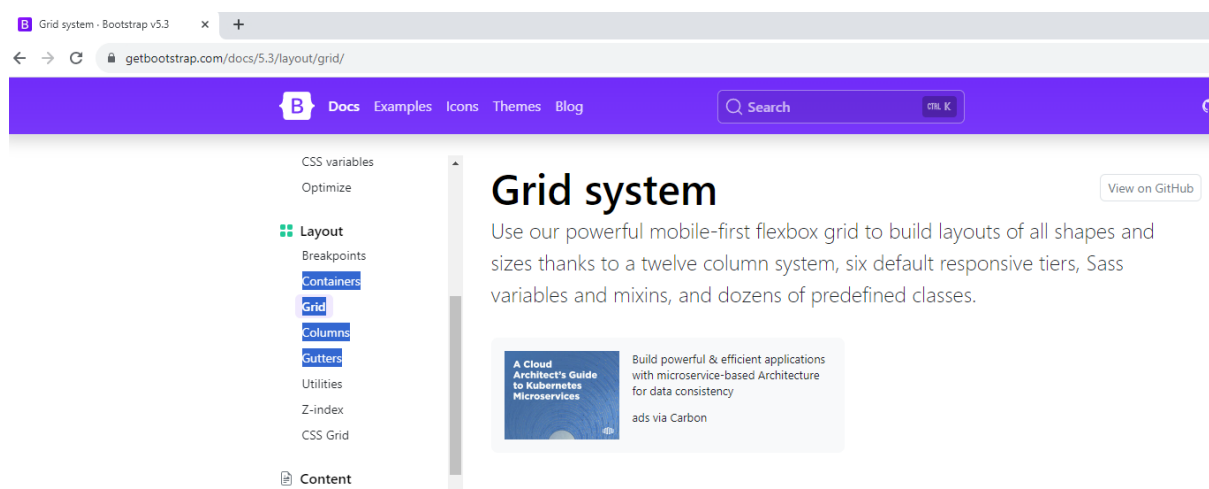 B Grid system · Bootstrap v5.3
getbootstrap.com/docs/5.3/layout/grid/
B Docs Examples Icons Themes Blog Search CTRL K
CSS variables
Optimize
Layout
Breakpoints
Containers
Grid
Columns
Gutters
Utilities
Z-index
CSS Grid
Content
Grid system
View on GitHub
Use our powerful mobile-first flexbox grid to build layouts of all shapes and
sizes thanks to a twelve column system, six default responsive tiers, Sass
variables and mixins, and dozens of predefined classes.
A Cloud
Architect's Guide
to Kubernetes
Microservices
Build powerful & efficient applications
with microservice-based Architecture
for data consistency
ads via Carbon